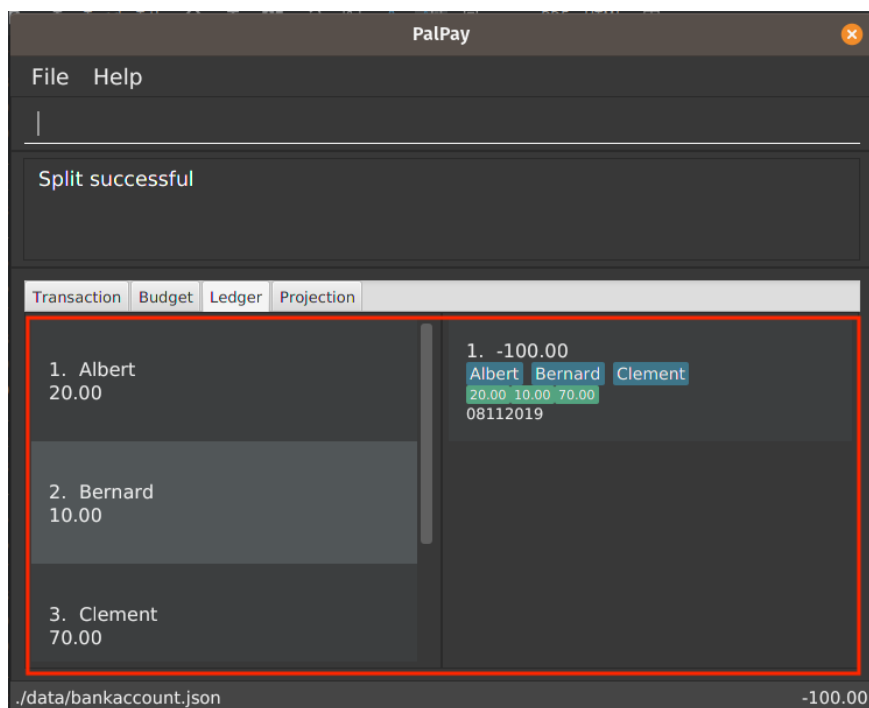 PalPay
File Help
Split successful
Transaction Budget Ledger Projection
1. Albert
20.00
2. Bernard
10.00
3. Clement
70.00
1. -100.00
Albert Bernard Clement
20.00 10.00 70.00
08112019
./data/bankaccount.json -100.00